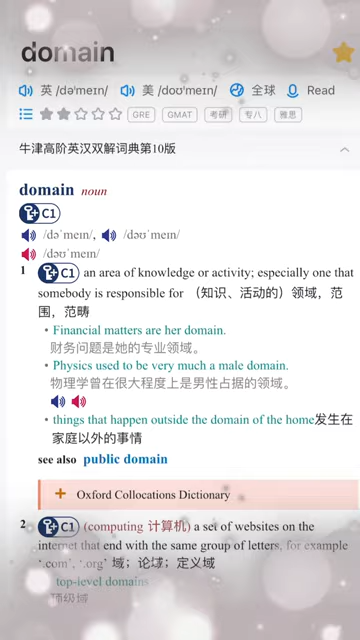 domain
英 /dəˈmeɪn/ 美 /doʊˈmeɪn/ 全球 Read
GRE GMAT 考研 专八 雅思
牛津高阶英汉双解词典第10版
domain noun
C1
/dəˈmeɪn/, /dəʊˈmeɪn/
/dəʊˈmeɪn/
1 C1 an area of knowledge or activity; especially one that
somebody is responsible for （知识、活动的）领域，范
围，范畴
• Financial matters are her domain.
财务问题是她的专业领域。
• Physics used to be very much a male domain.
物理学曾在很大程度上是男性占据的领域。
• things that happen outside the domain of the home发生在
家庭以外的事情
see also public domain
+ Oxford Collocations Dictionary
2 C1 (computing 计算机) a set of websites on the
internet that end with the same group of letters, for example
‘.com’, ‘.org’ 域；论域；定义域
top-level domains
顶级域